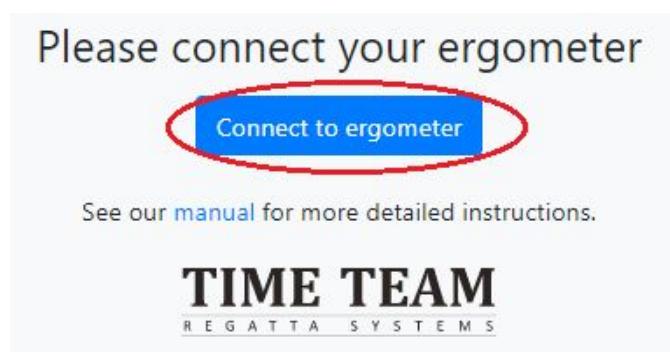 Please connect your ergometer
Connect to ergometer
See our manual for more detailed instructions.
TIME TEAM
REGATTA SYSTEMS